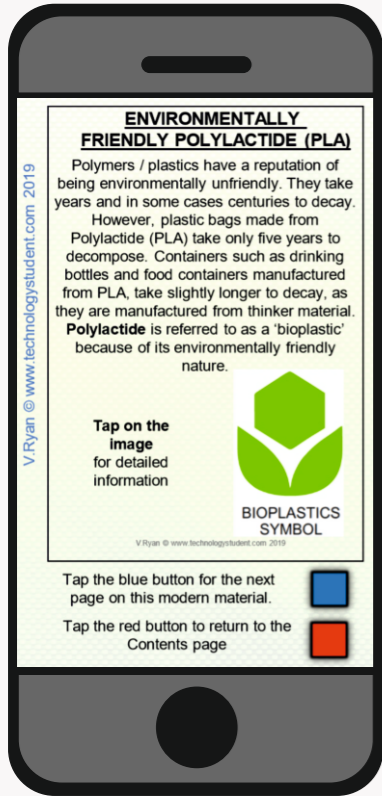 ENVIRONMENTALLY
FRIENDLY POLYLACTIDE (PLA)
Polymers / plastics have a reputation of
being environmentally unfriendly. They take
years and in some cases centuries to decay.
However, plastic bags made from
Polylactide (PLA) take only five years to
decompose. Containers such as drinking
bottles and food containers manufactured
from PLA, take slightly longer to decay, as
they are manufactured from thinker material.
Polylactide is referred to as a ‘bioplastic’
because of its environmentally friendly
nature.
Tap on the
image
for detailed
information
BIOPLASTICS
SYMBOL
V.Ryan © www.technologystudent.com 2019
Tap the blue button for the next
page on this modern material.
Tap the red button to return to the
Contents page
V.Ryan © www.technologystudent.com 2019